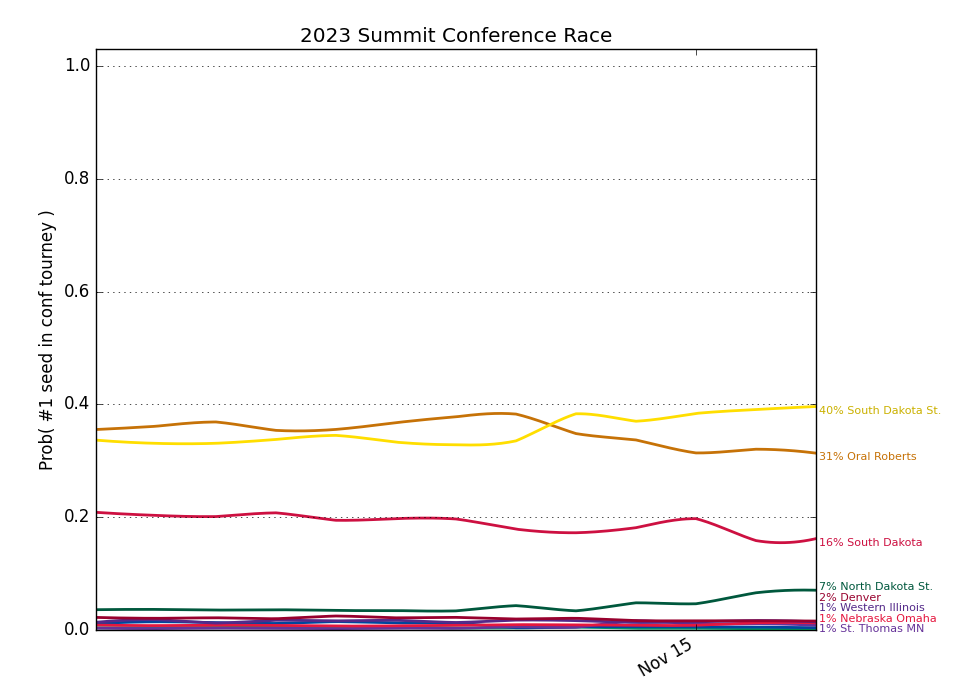 2023 Summit Conference Race
Prob( #1 seed in conf tourney )
1.0
0.8
0.6
0.4
0.2
0.0
Nov 15
40% South Dakota St.
31% Oral Roberts
16% South Dakota
7% North Dakota St.
2% Denver
1% Western Illinois
1% Nebraska Omaha
1% St. Thomas MN